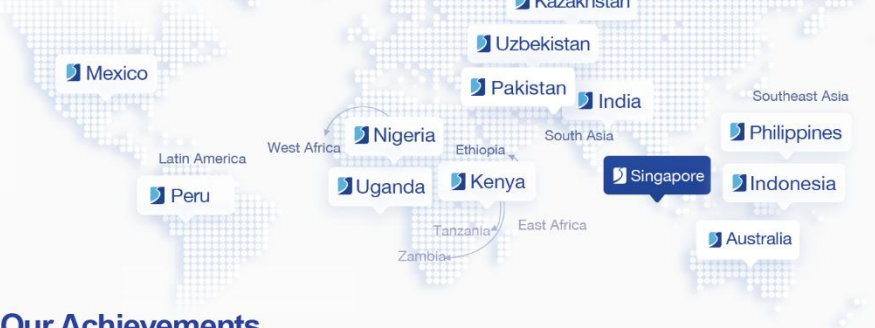 Kazakhstan
Uzbekistan
Mexico
Pakistan
India
Southeast Asia
Nigeria
South Asia
Philippines
West Africa
Ethiopia
Latin America
Singapore
Uganda
Kenya
Indonesia
Peru
East Africa
Tanzania
Australia
Zambia
Our Achievements